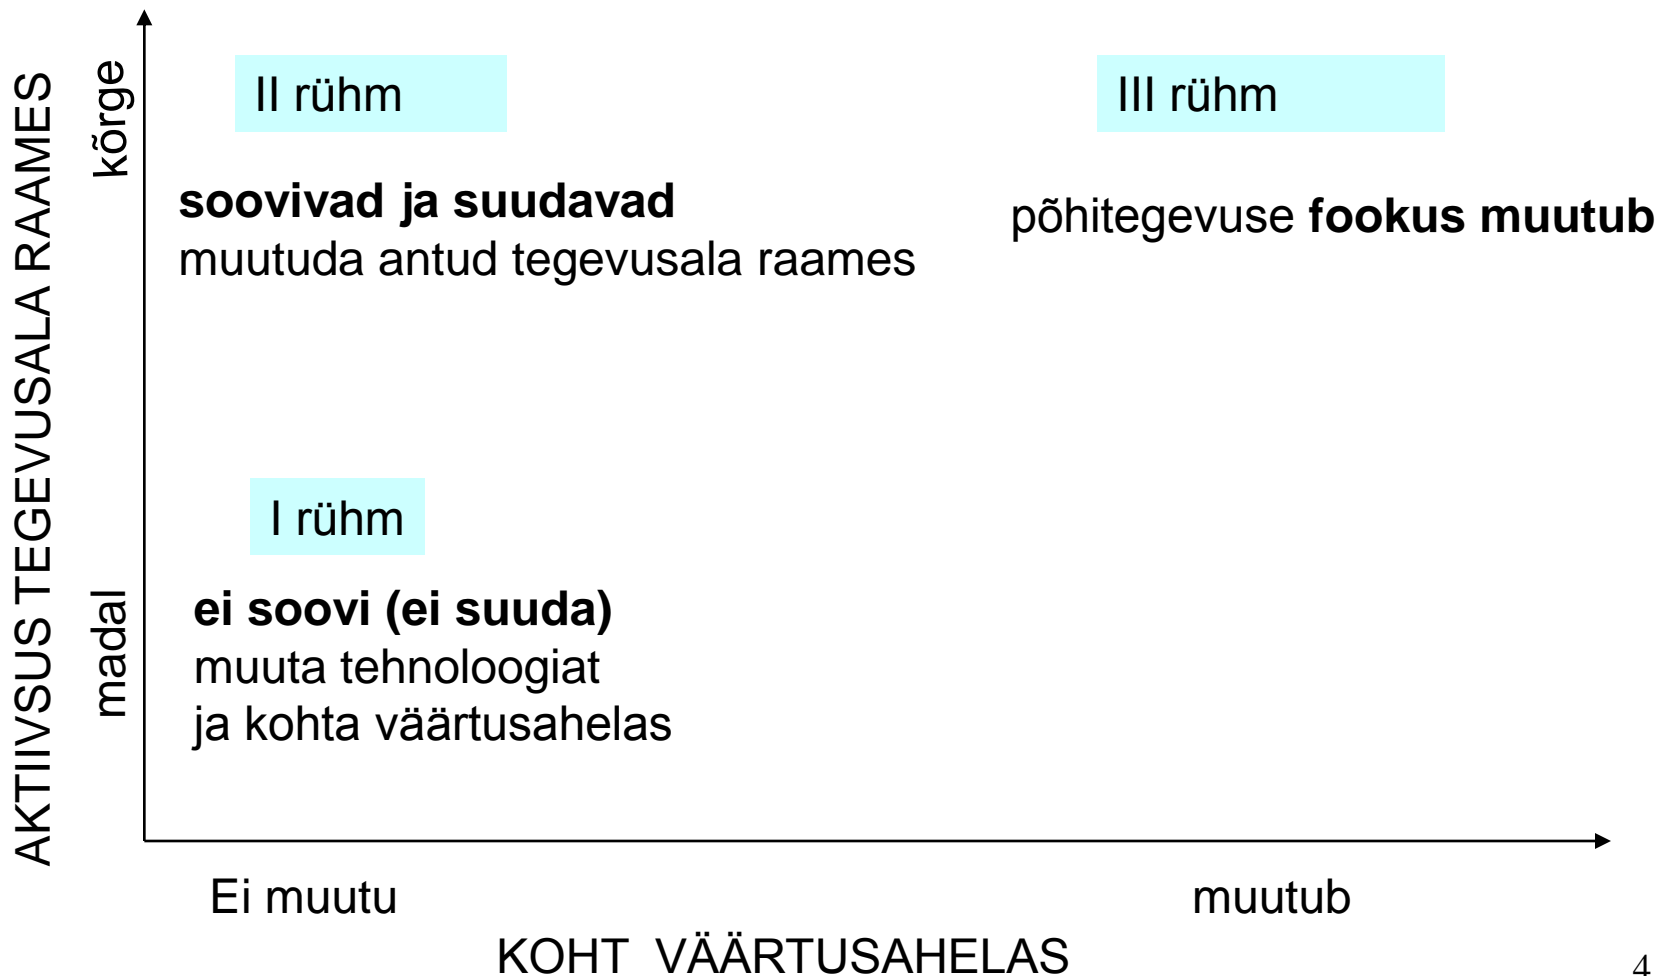 AKTIIVSUS TEGEVUSALA RAAMES
kõrge
madal
II rühm
soovivad ja suudavad
muutuda antud tegevusala raames
III rühm
põhitegevuse fookus muutub
I rühm
ei soovi (ei suuda)
muuta tehnoloogiat
ja kohta väärtusahelas
Ei muutu
muutub
KOHT VÄÄRTUSAHELAS
4